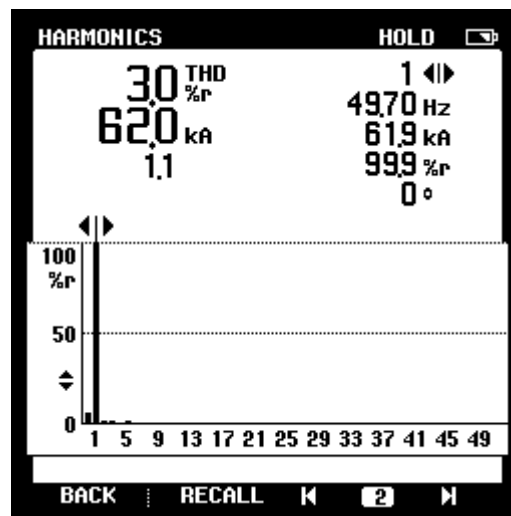 HARMONICS HOLD
3.0 THD %r
62.0 kA
1.1
1
49.70 Hz
61.9 kA
99.9 %r
0 °
100
%r
50
0
1 5 9 13 17 21 25 29 33 37 41 45 49
BACK RECALL 2